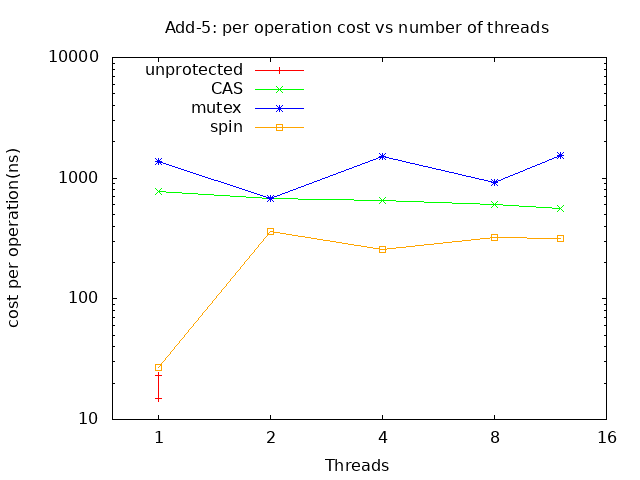 Add-5: per operation cost vs number of threads
10000
1000
100
10
cost per operation(ns)
unprotected
CAS
mutex
spin
1 2 4 8 16
Threads